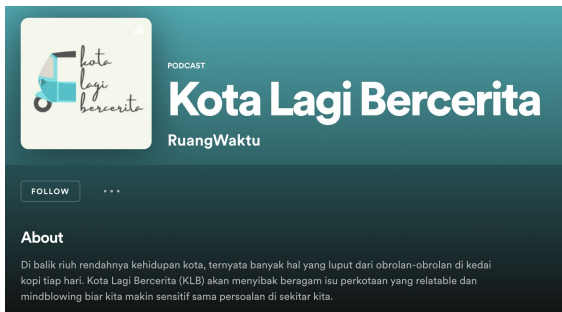 kota
lagi
bercerita
PODCAST
Kota Lagi Bercerita
RuangWaktu
FOLLOW
About
Di balik riuh rendahnya kehidupan kota, ternyata banyak hal yang luput dari obrolan-obrolan di kedai
kopi tiap hari. Kota Lagi Bercerita (KLB) akan menyibak beragam isu perkotaan yang relatable dan
mindblowing biar kita makin sensitif sama persoalan di sekitar kita.